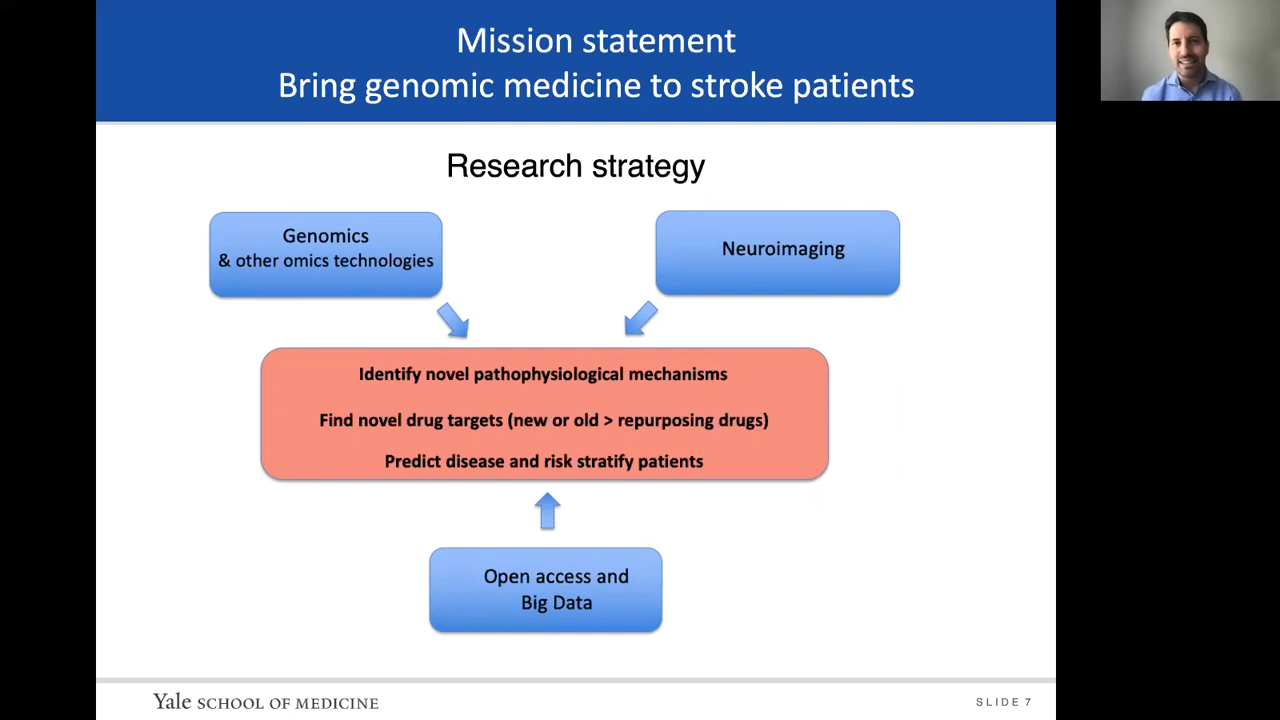 Mission statement
Bring genomic medicine to stroke patients
Research strategy
Genomics
& other omics technologies
Neuroimaging
Identify novel pathophysiological mechanisms
Find novel drug targets (new or old > repurposing drugs)
Predict disease and risk stratify patients
Open access and
Big Data
Yale SCHOOL OF MEDICINE
SLIDE 7